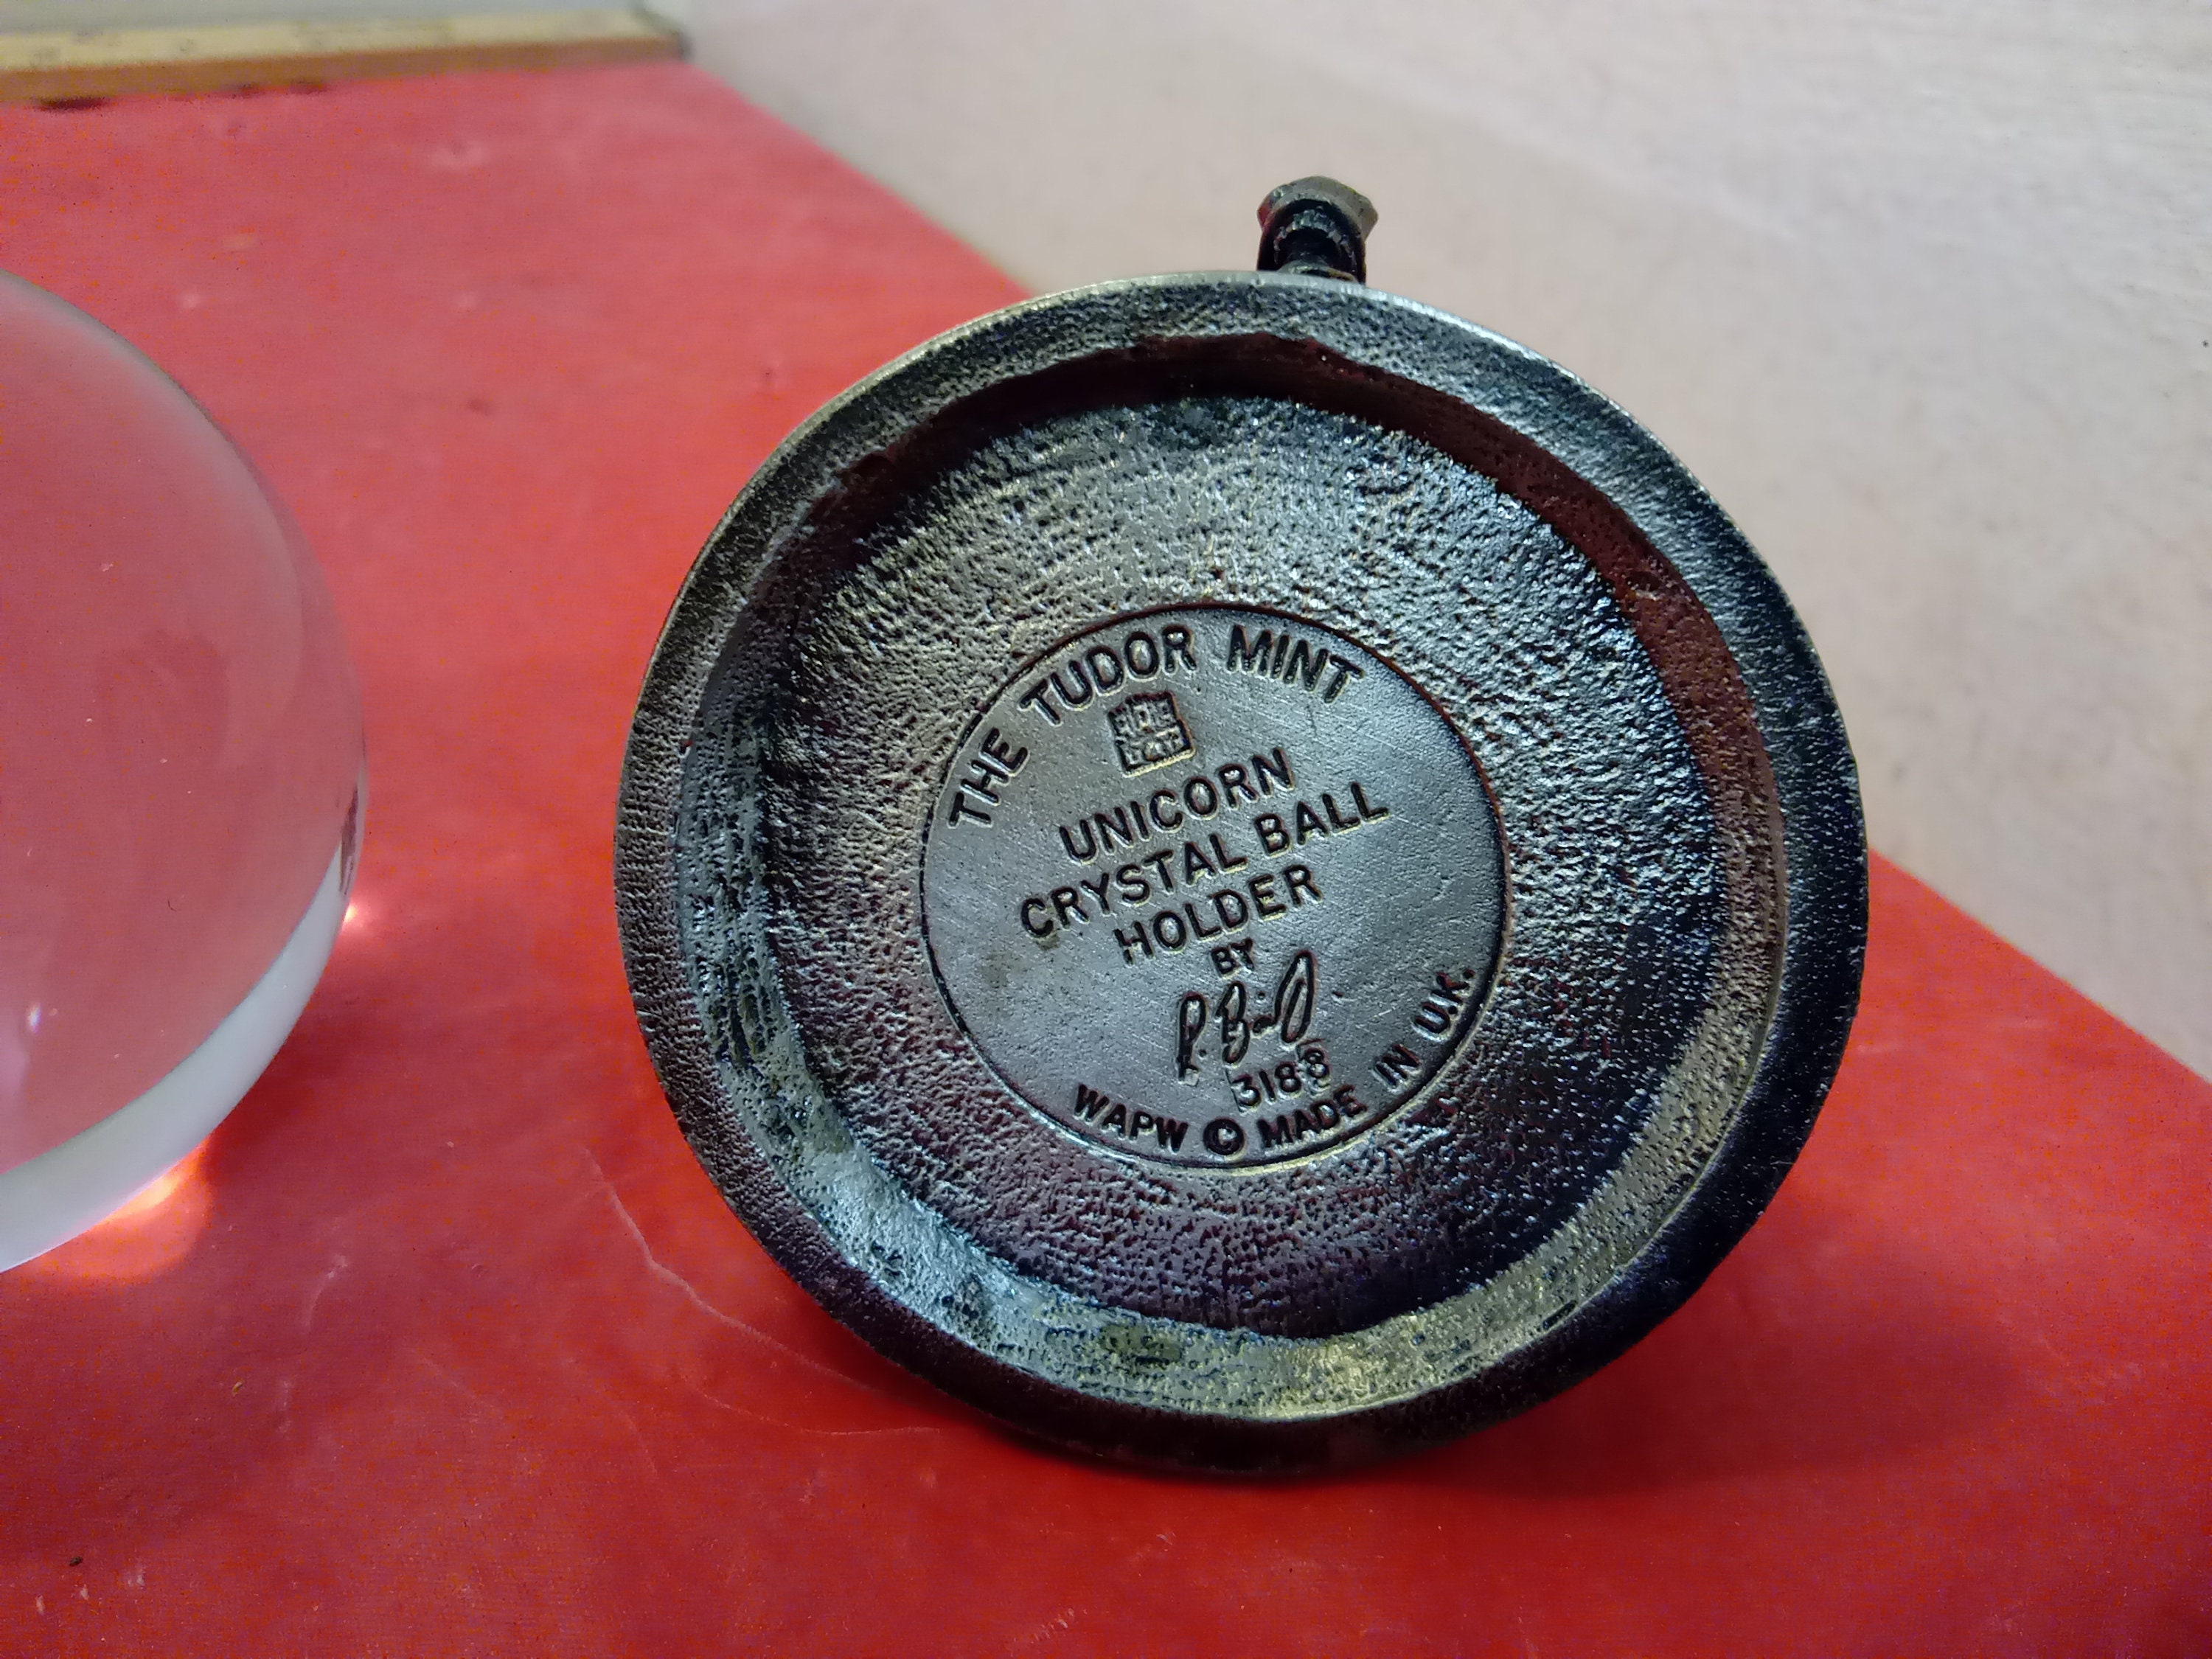 THE TUDOR MINT
UNICORN
CRYSTAL BALL
HOLDER
BY
3188
WAPW © MADE IN U.K.